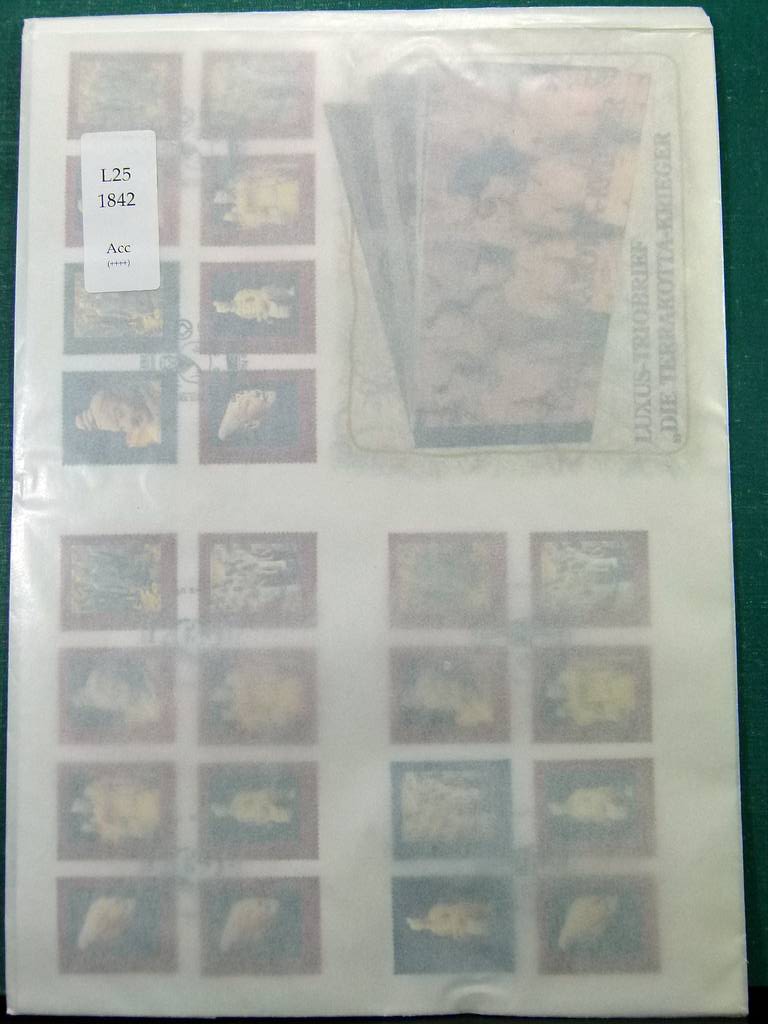 L25
1842
Acc
(++++)
LUXUS-TRIOBRIEF
„DIE TERRAKOTTA-KRIEGER